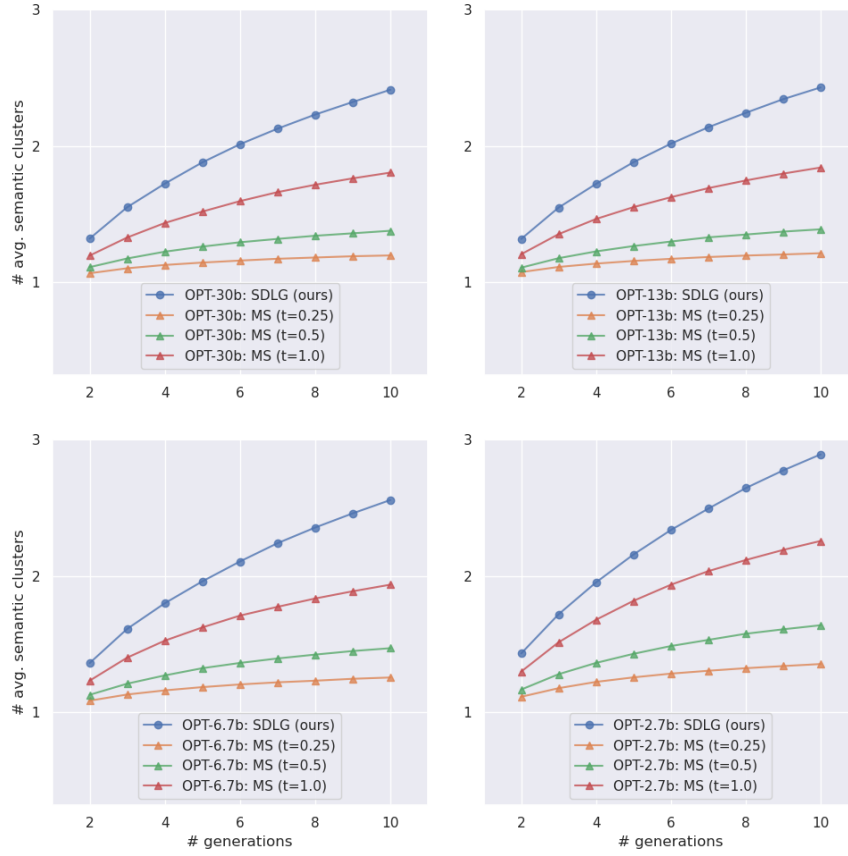 3
2
1
# avg. semantic clusters
OPT-30b: SDLG (ours)
OPT-30b: MS (t=0.25)
OPT-30b: MS (t=0.5)
OPT-30b: MS (t=1.0)
2 4 6 8 10
3
2
1
OPT-13b: SDLG (ours)
OPT-13b: MS (t=0.25)
OPT-13b: MS (t=0.5)
OPT-13b: MS (t=1.0)
2 4 6 8 10
3
2
1
# avg. semantic clusters
OPT-6.7b: SDLG (ours)
OPT-6.7b: MS (t=0.25)
OPT-6.7b: MS (t=0.5)
OPT-6.7b: MS (t=1.0)
2 4 6 8 10
# generations
3
2
1
OPT-2.7b: SDLG (ours)
OPT-2.7b: MS (t=0.25)
OPT-2.7b: MS (t=0.5)
OPT-2.7b: MS (t=1.0)
2 4 6 8 10
# generations